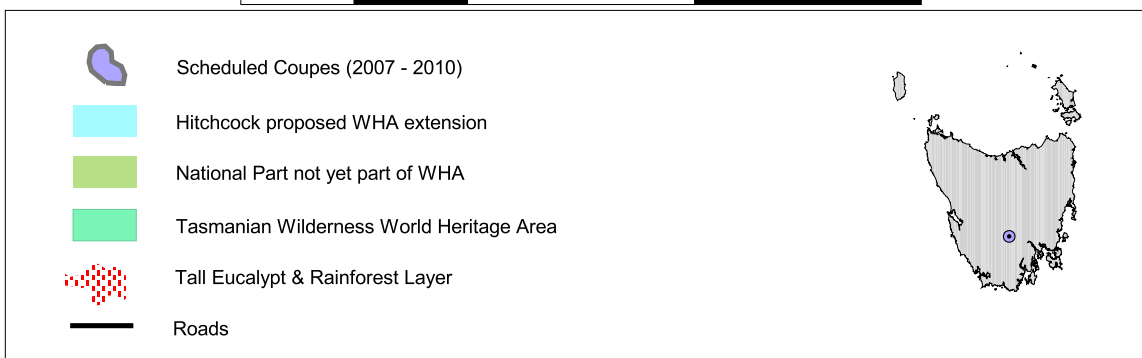 Scheduled Coupes (2007 - 2010)
Hitchcock proposed WHA extension
National Part not yet part of WHA
Tasmanian Wilderness World Heritage Area
Tall Eucalypt & Rainforest Layer
Roads